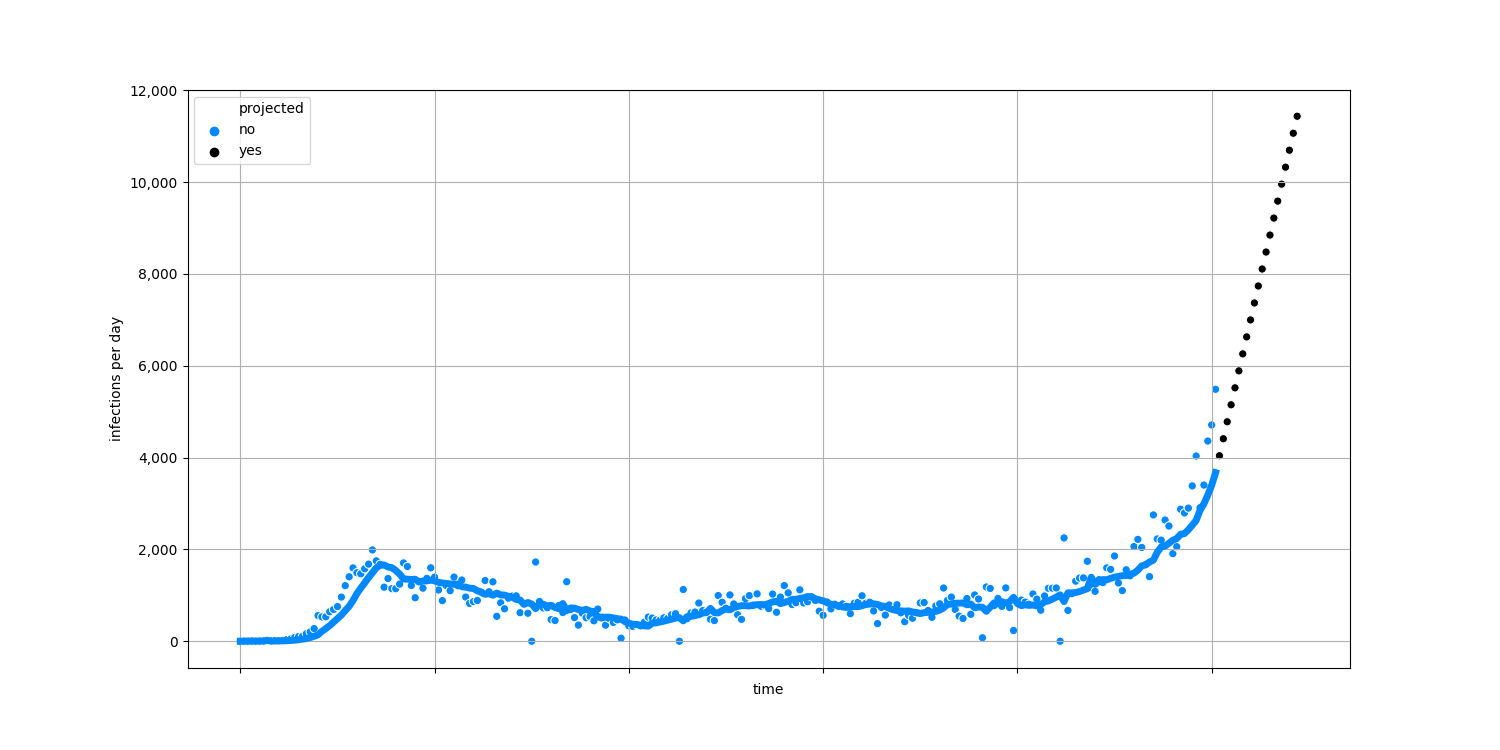 12,000
10,000
8,000
6,000
4,000
2,000
0
infections per day
projected
no
yes
time